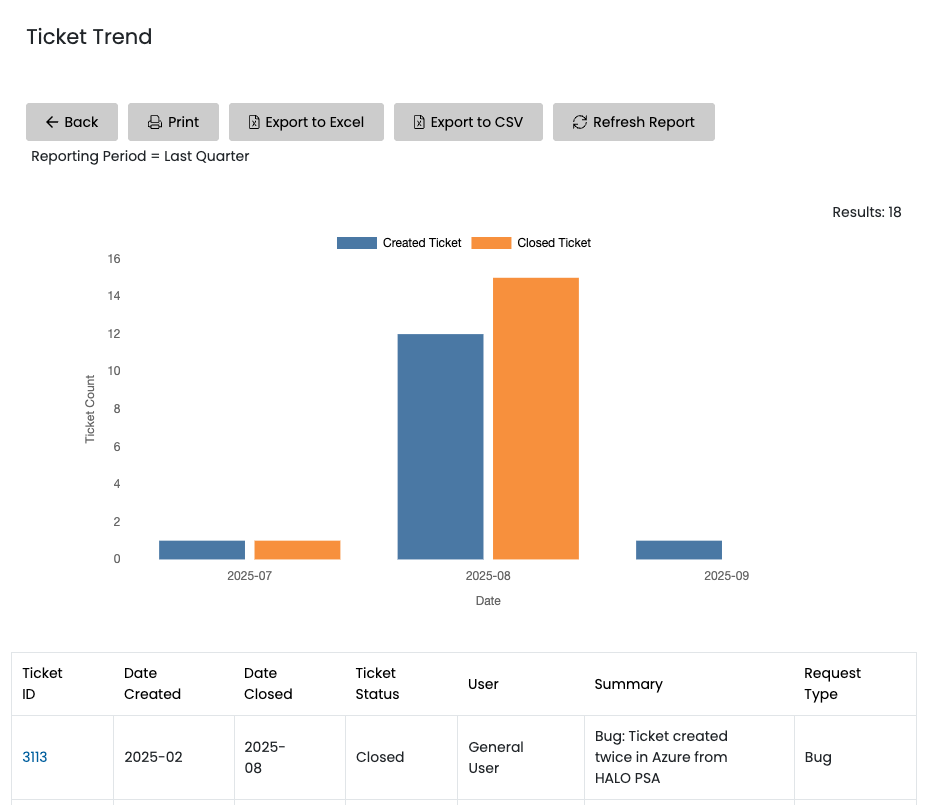 Ticket Trend
Back
Print
Export to Excel
Export to CSV
Refresh Report
Reporting Period = Last Quarter
Results: 18
Created Ticket
Closed Ticket
16
14
12
10
8
6
4
2
0
Ticket Count
2025-07
2025-08
2025-09
Date
Ticket
ID
Date
Created
Date
Closed
Ticket
Status
User
Summary
Request
Type
3113
2025-02
2025-
08
Closed
General
User
Bug: Ticket created
twice in Azure from
HALO PSA
Bug